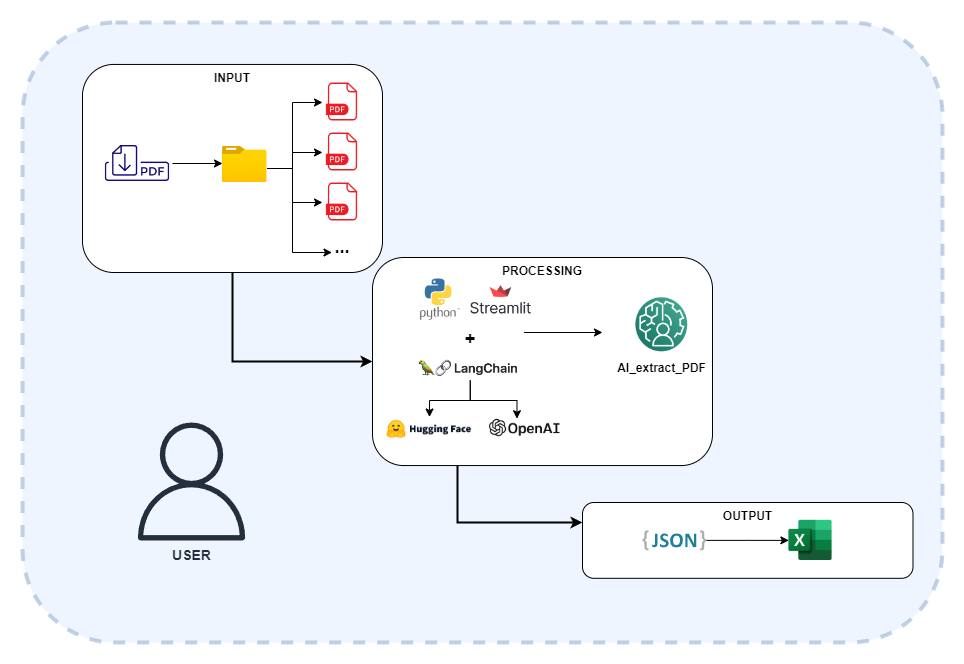 INPUT
PDF
PDF
PDF
PDF
...
PROCESSING
python
Streamlit
+
LangChain
AI_extract_PDF
Hugging Face
OpenAI
USER
OUTPUT
{JSON}
X